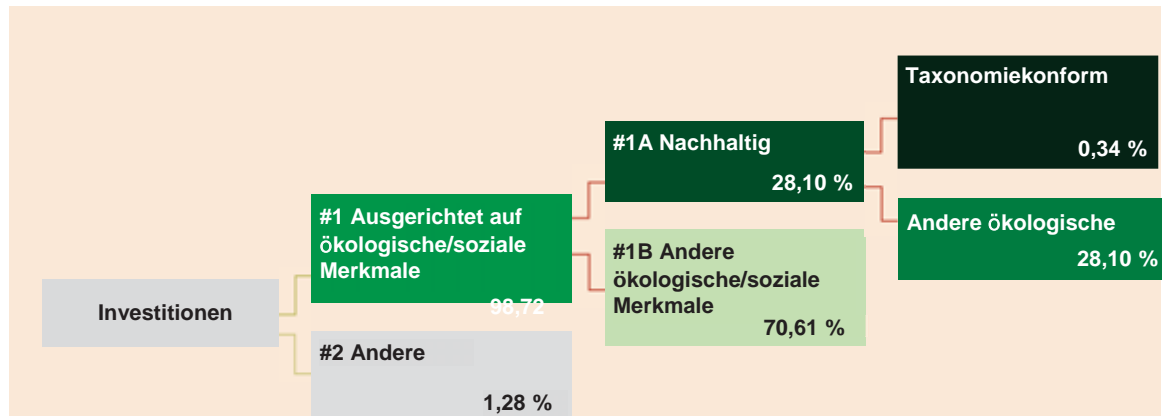 Investitionen
#1 Ausgerichtet auf
ökologische/soziale
Merkmale
98,72
#2 Andere
1,28 %
#1A Nachhaltig
28,10 %
#1B Andere
ökologische/soziale
Merkmale
70,61 %
Taxonomiekonform
0,34 %
Andere ökologische
28,10 %